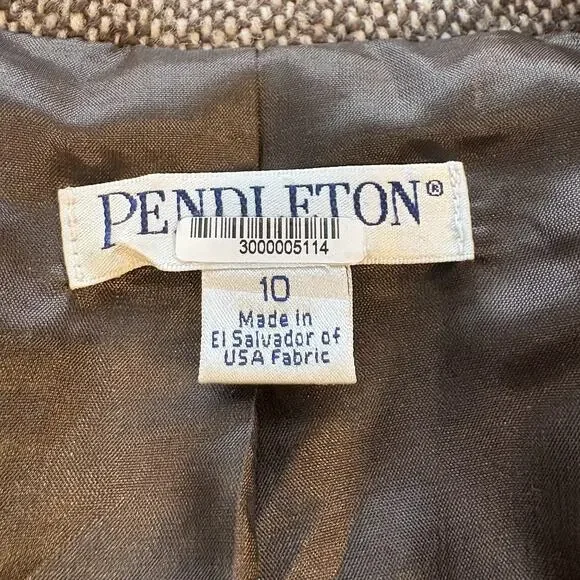 PENDLETON®
3000005114
10
Made in
El Salvador of
USA Fabric